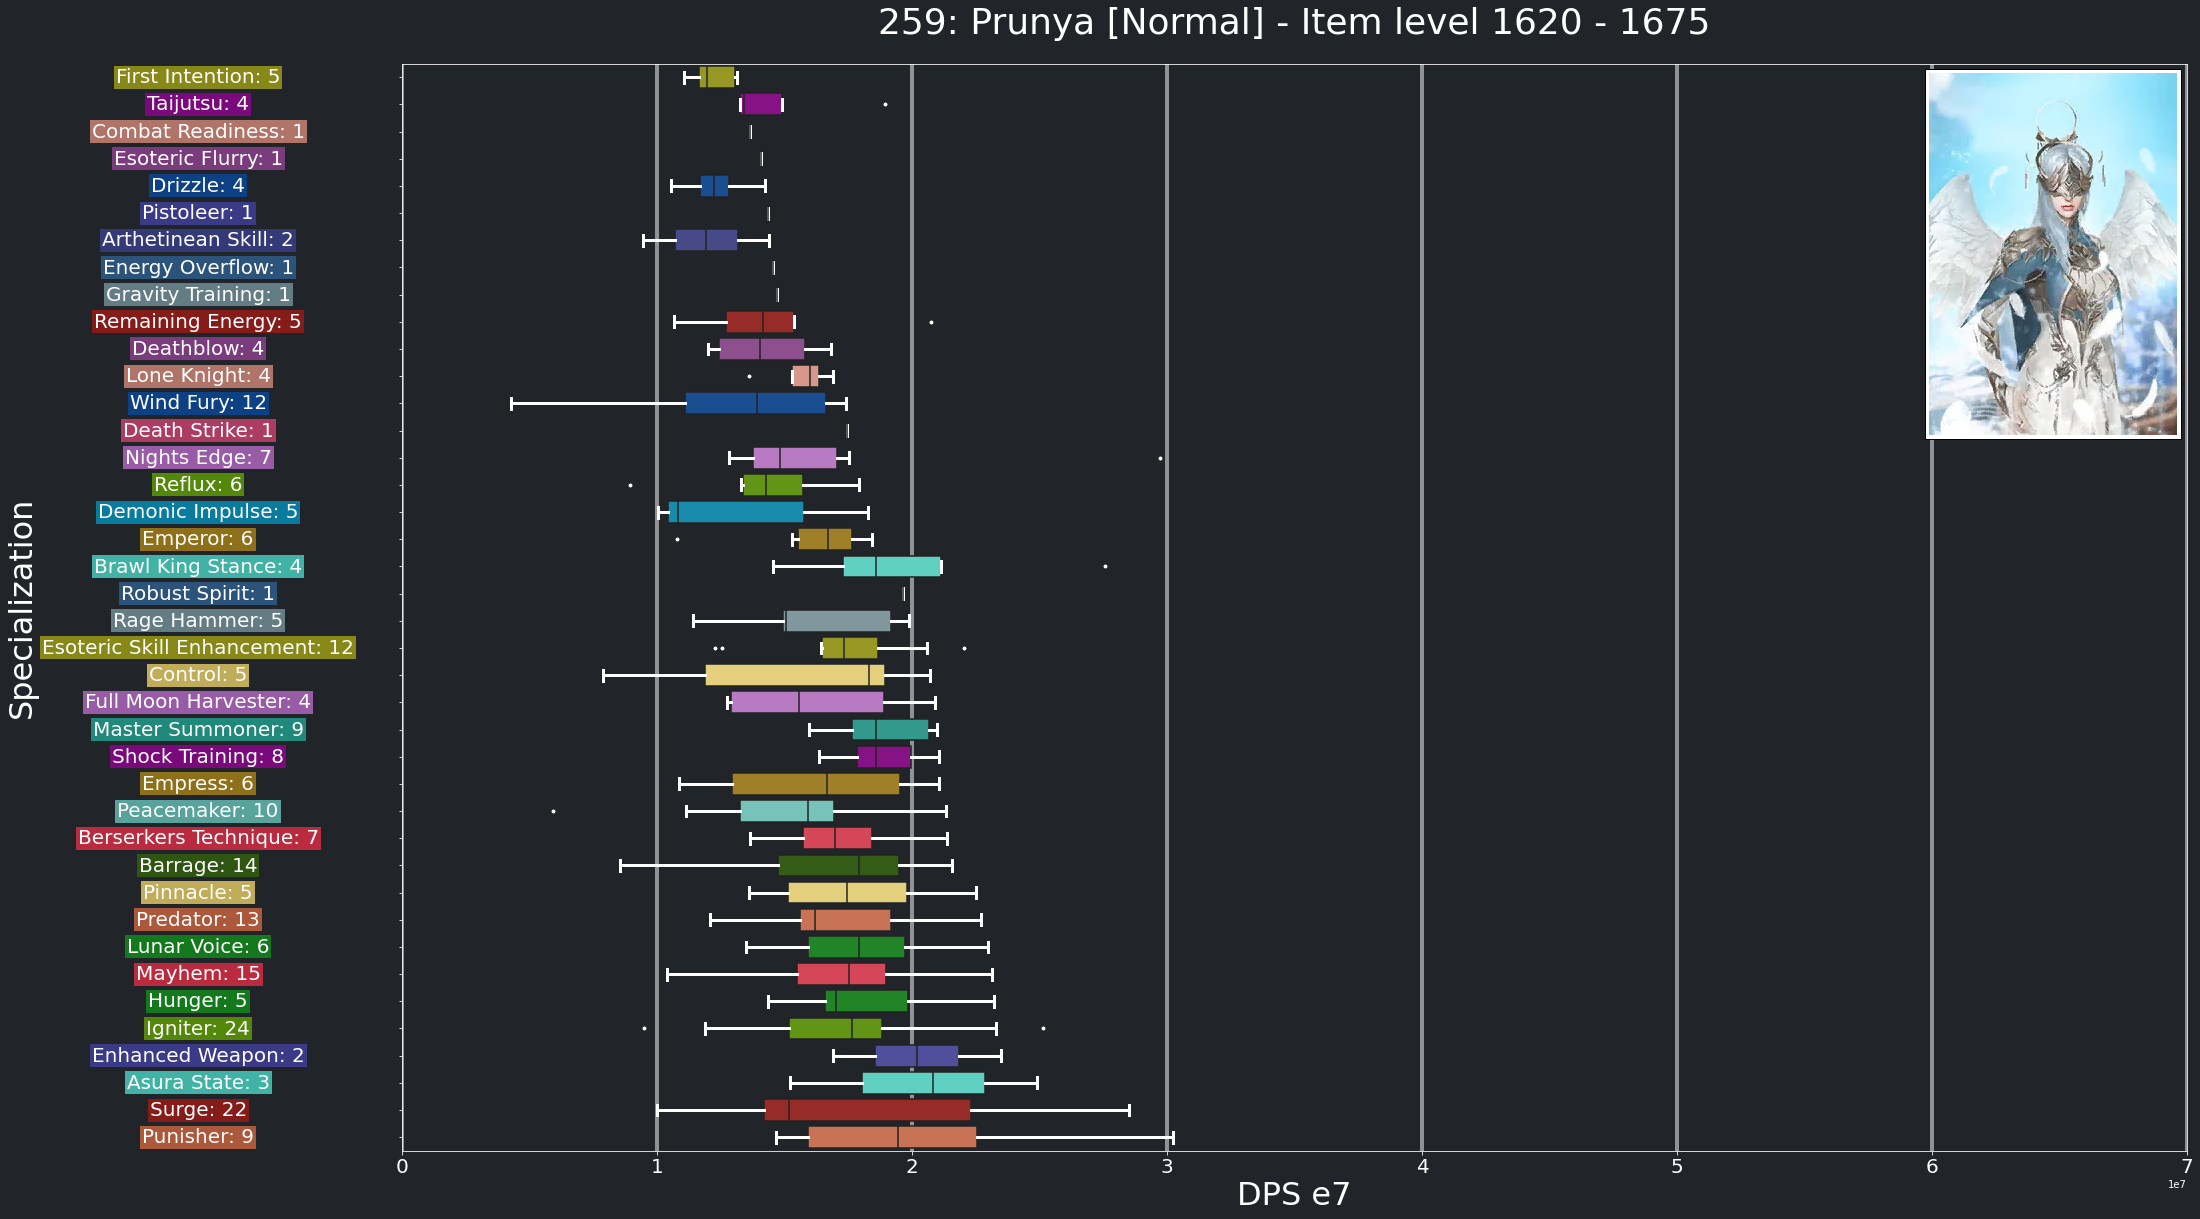 259: Prunya [Normal] - Item level 1620 - 1675
Specialization
First Intention: 5
Taijutsu: 4
Combat Readiness: 1
Esoteric Flurry: 1
Drizzle: 4
Pistoleer: 1
Arthetinean Skill: 2
Energy Overflow: 1
Gravity Training: 1
Remaining Energy: 5
Deathblow: 4
Lone Knight: 4
Wind Fury: 12
Death Strike: 1
Nights Edge: 7
Reflux: 6
Demonic Impulse: 5
Emperor: 6
Brawl King Stance: 4
Robust Spirit: 1
Rage Hammer: 5
Esoteric Skill Enhancement: 12
Control: 5
Full Moon Harvester: 4
Master Summoner: 9
Shock Training: 8
Empress: 6
Peacemaker: 10
Berserkers Technique: 7
Barrage: 14
Pinnacle: 5
Predator: 13
Lunar Voice: 6
Mayhem: 15
Hunger: 5
Igniter: 24
Enhanced Weapon: 2
Asura State: 3
Surge: 22
Punisher: 9
0 1 2 3 4 5 6 7
1e7
DPS e7